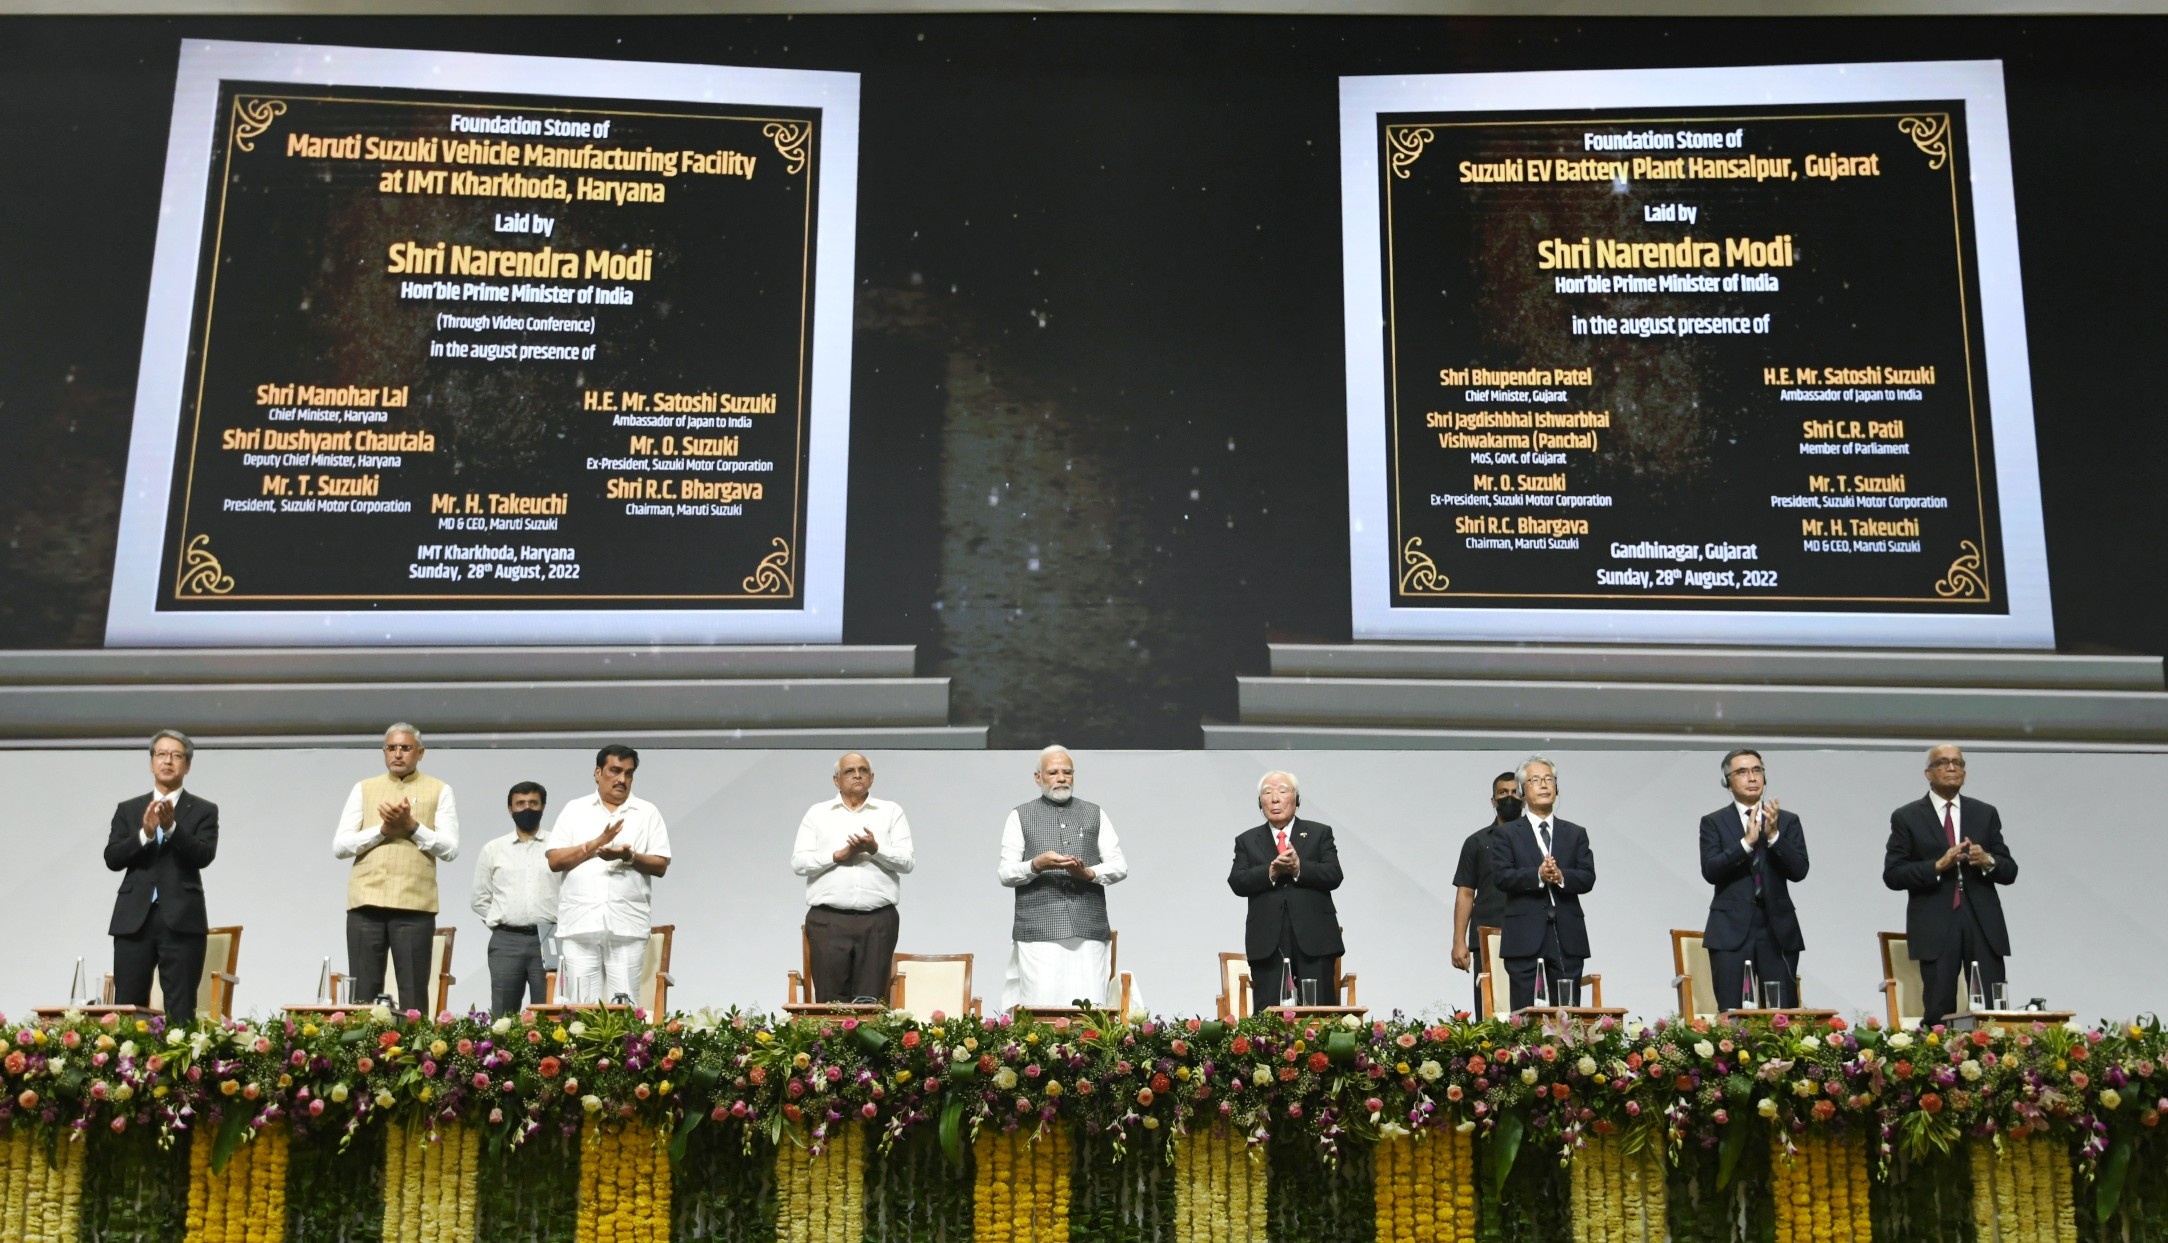 Foundation Stone of
Maruti Suzuki Vehicle Manufacturing Facility
at IMT Kharkhoda, Haryana
Laid by
Shri Narendra Modi
Hon'ble Prime Minister of India
(Through Video Conference)
in the august presence of
Shri Manohar Lal
Chief Minister, Haryana
Shri Dushyant Chautala
Deputy Chief Minister, Haryana
Mr. T. Suzuki
President, Suzuki Motor Corporation
Mr. H. Takeuchi
MD & CEO, Maruti Suzuki
H.E. Mr. Satoshi Suzuki
Ambassador of Japan to India
Mr. O. Suzuki
Ex-President, Suzuki Motor Corporation
Shri R.C. Bhargava
Chairman, Maruti Suzuki
IMT Kharkhoda, Haryana
Sunday, 28th August, 2022
Foundation Stone of
Suzuki EV Battery Plant Hansalpur, Gujarat
Laid by
Shri Narendra Modi
Hon'ble Prime Minister of India
in the august presence of
Shri Bhupendra Patel
Chief Minister, Gujarat
Shri Jagdishbhai Ishwarbhai
Vishwakarma (Panchal)
MoS, Govt. of Gujarat
Mr. O. Suzuki
Ex-President, Suzuki Motor Corporation
Shri R.C. Bhargava
Chairman, Maruti Suzuki
H.E. Mr. Satoshi Suzuki
Ambassador of Japan to India
Shri C.R. Patil
Member of Parliament
Mr. T. Suzuki
President, Suzuki Motor Corporation
Mr. H. Takeuchi
MD & CEO, Maruti Suzuki
Gandhinagar, Gujarat
Sunday, 28th August, 2022